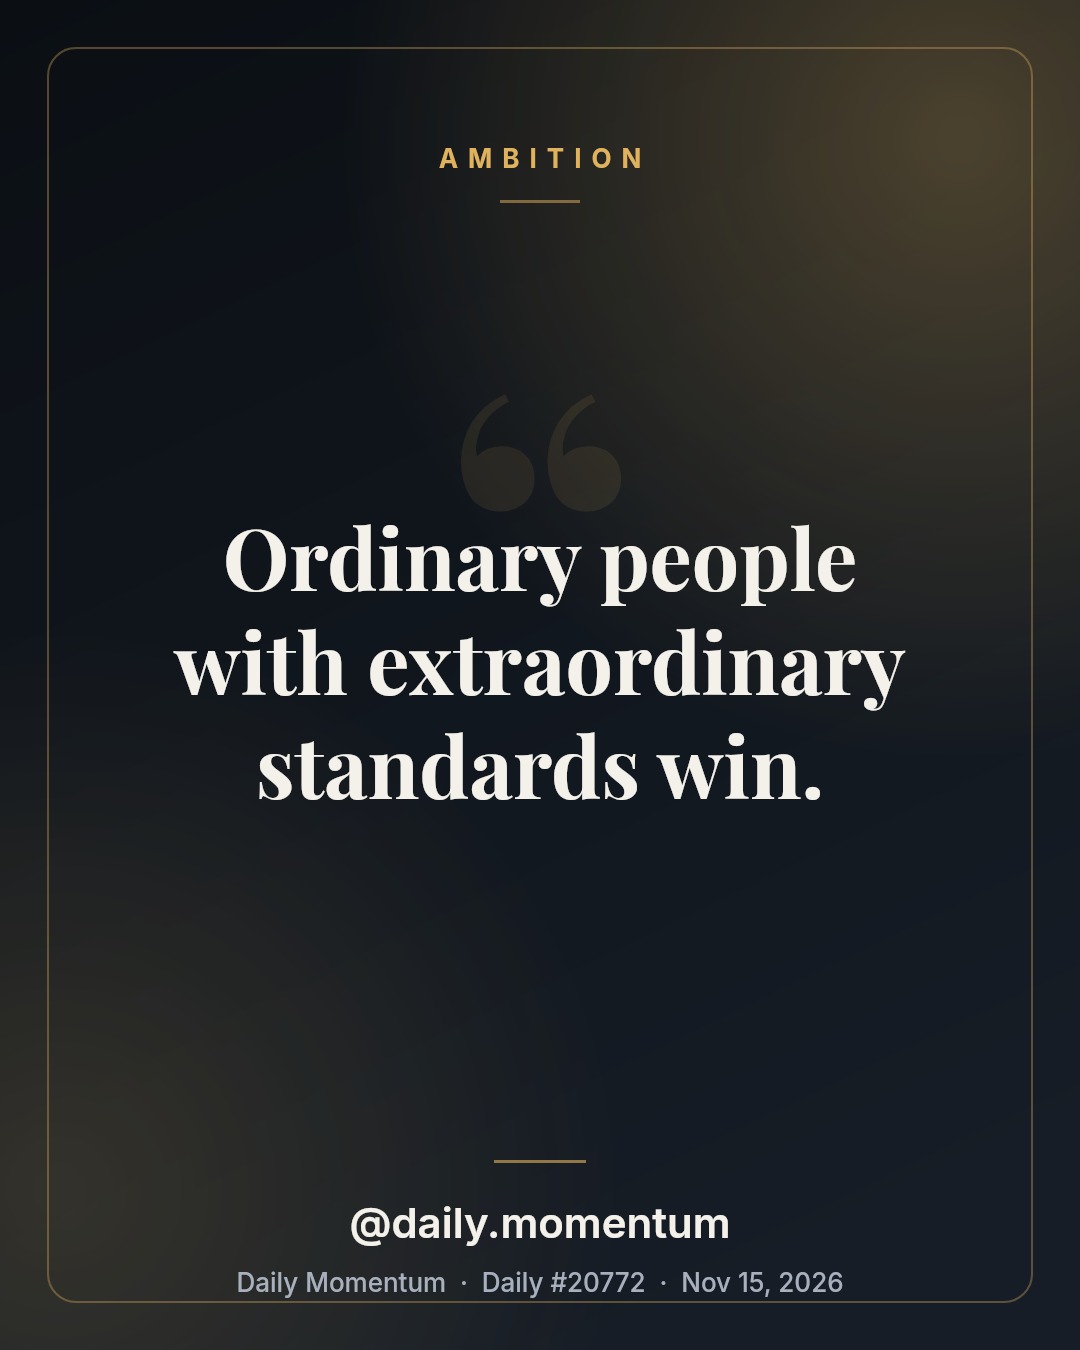 AMBITION
“
Ordinary people
with extraordinary
standards win.
@daily.momentum
Daily Momentum · Daily #20772 · Nov 15, 2026